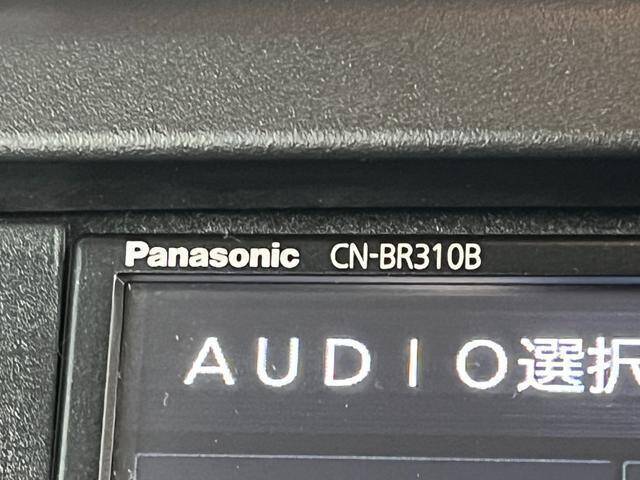 Panasonic CN-BR310B
ＡＵＤＩＯ選択